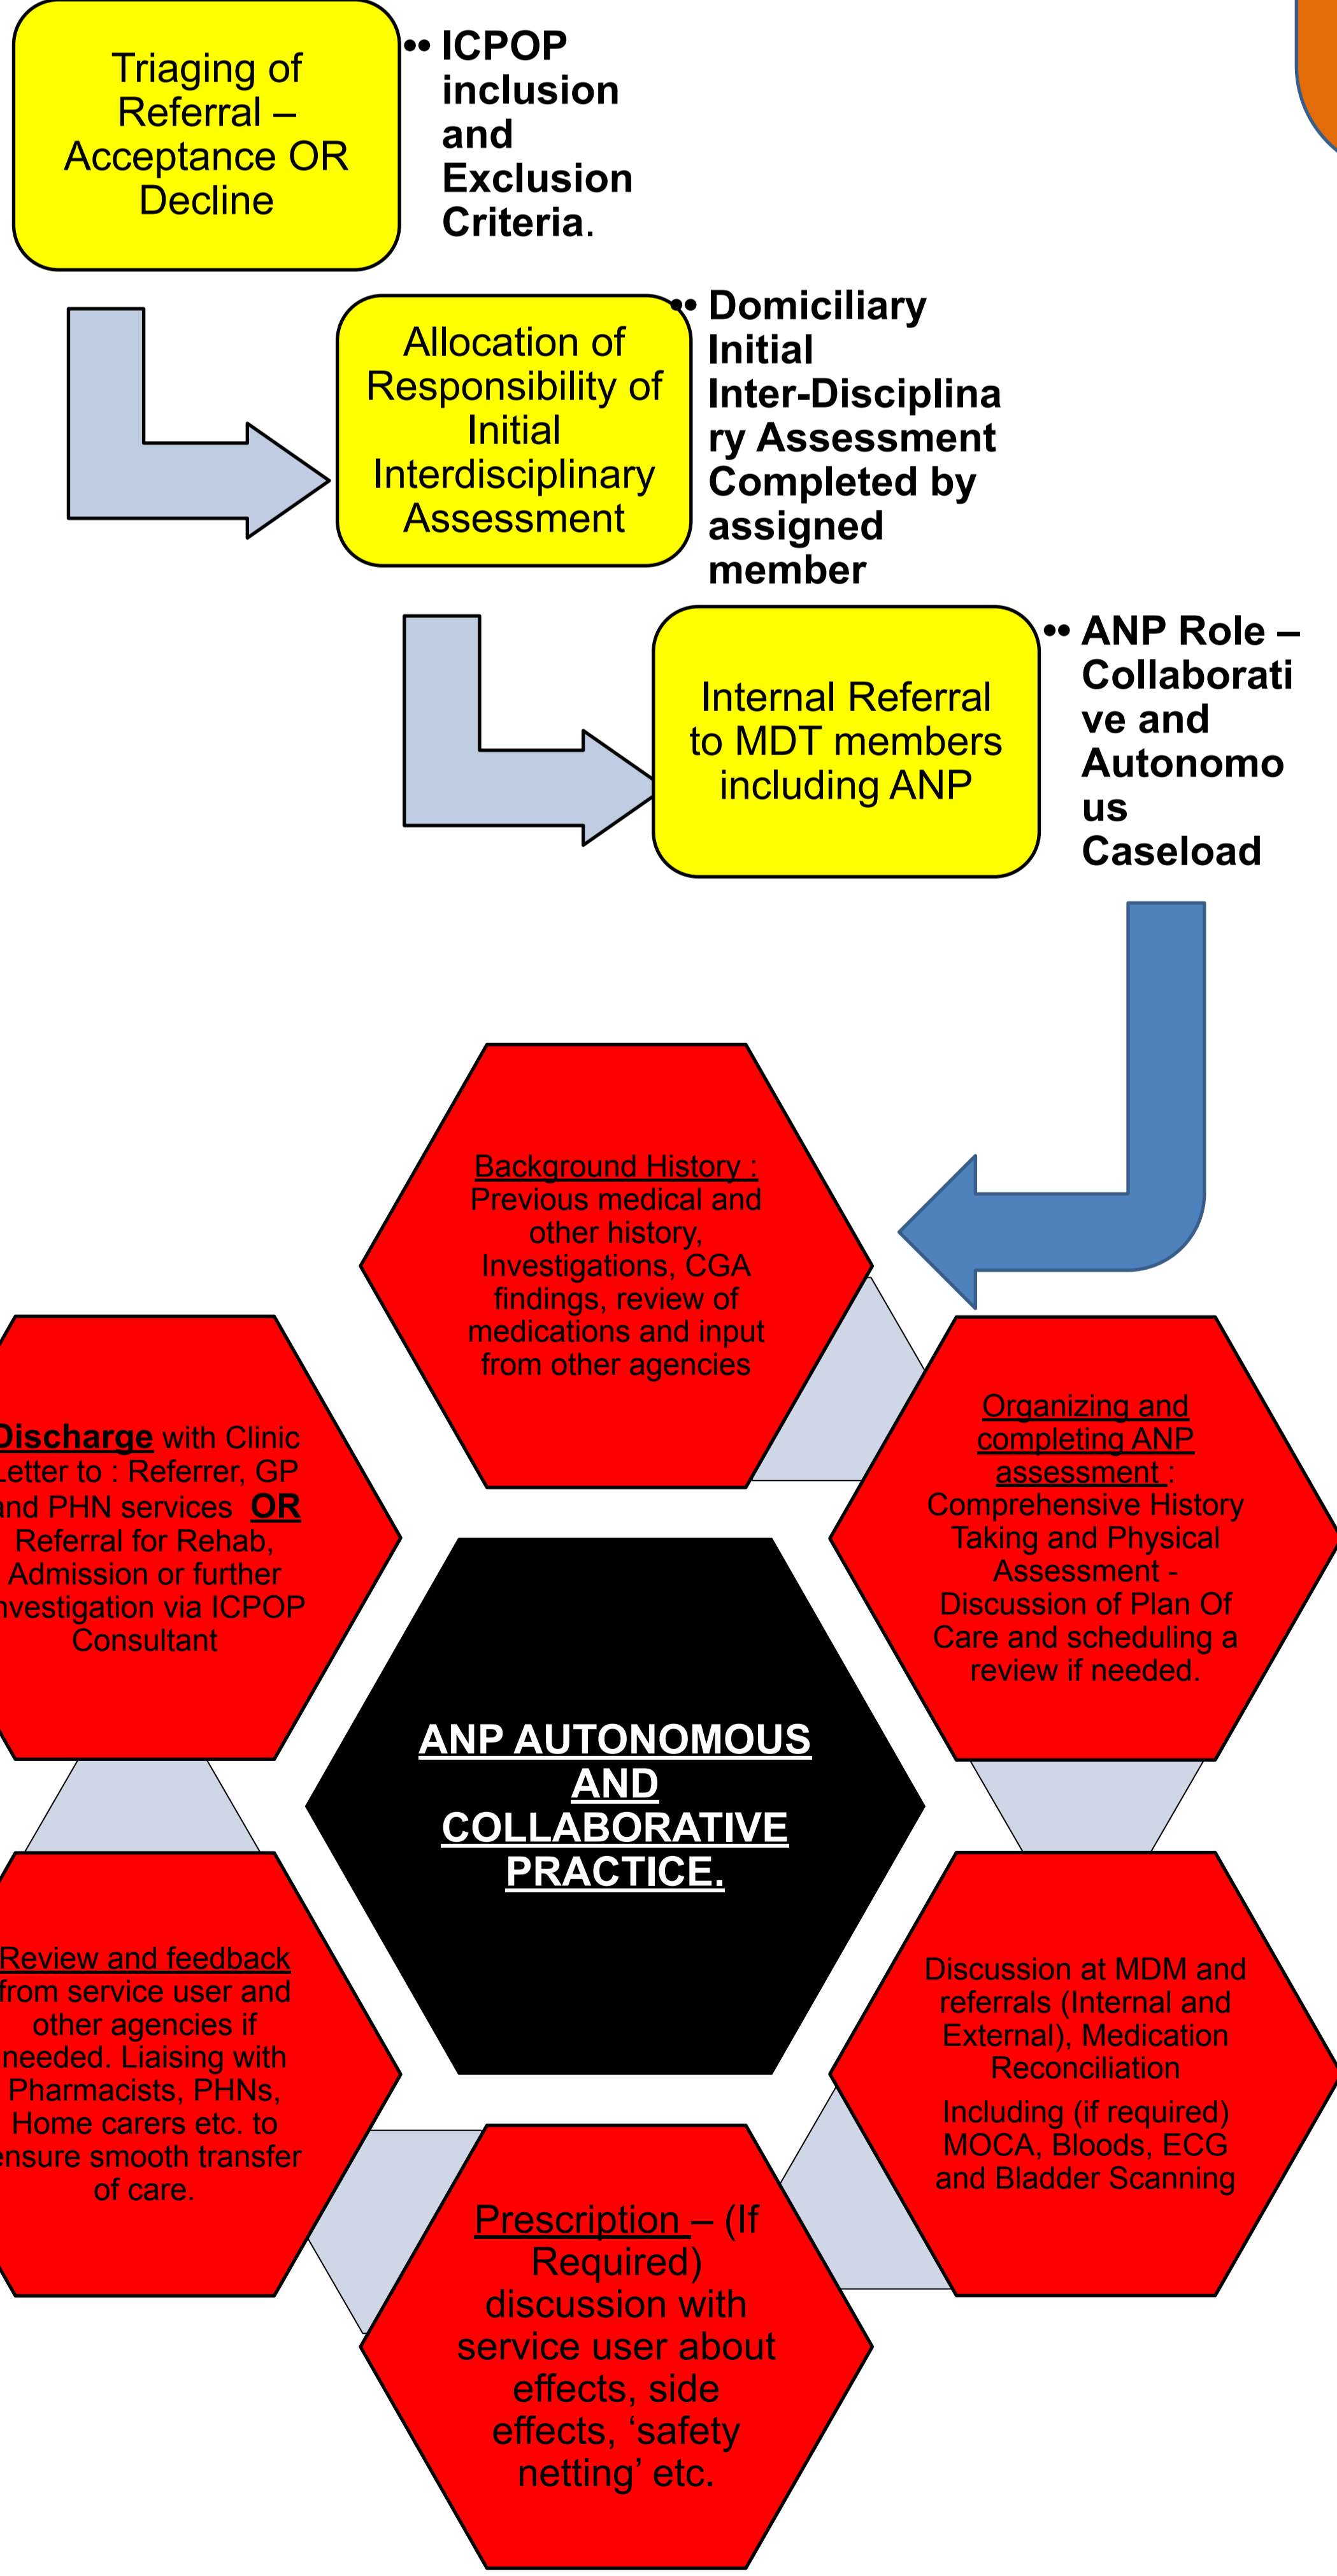 Triaging of
Referral –
Acceptance OR
Decline
•• ICPOP
inclusion
and
Exclusion
Criteria.
Allocation of
Responsibility of
Initial
Interdisciplinary
Assessment
•• Domiciliary
Initial
Inter-Disciplina
ry Assessment
Completed by
assigned
member
Internal Referral
to MDT members
including ANP
•• ANP Role –
Collaborati
ve and
Autonomo
us
Caseload
Background History :
Previous medical and
other history,
Investigations, CGA
findings, review of
medications and input
from other agencies
Organizing and
completing ANP
assessment :
Comprehensive History
Taking and Physical
Assessment -
Discussion of Plan Of
Care and scheduling a
review if needed.
Discussion at MDM and
referrals (Internal and
External), Medication
Reconciliation
Including (if required)
MOCA, Bloods, ECG
and Bladder Scanning
Prescription – (If
Required)
discussion with
service user about
effects, side
effects, ‘safety
netting’ etc.
Review and feedback
from service user and
other agencies if
needed. Liaising with
Pharmacists, PHNs,
Home carers etc. to
ensure smooth transfer
of care.
Discharge with Clinic
Letter to : Referrer, GP
and PHN services OR
Referral for Rehab,
Admission or further
investigation via ICPOP
Consultant
ANP AUTONOMOUS
AND
COLLABORATIVE
PRACTICE.